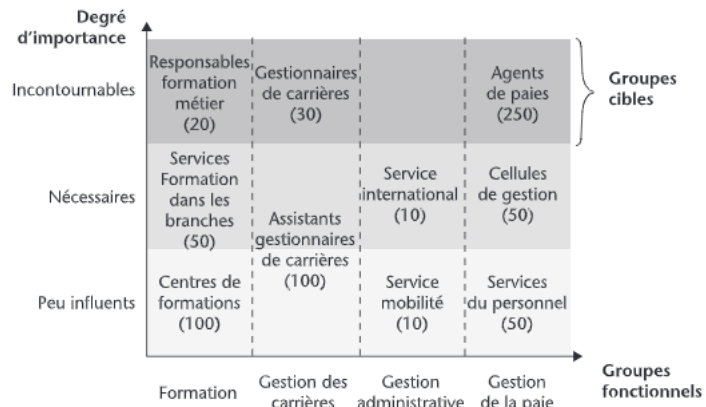 Degré
d'importance
Incontournables
Responsables
formation
métier
(20)
Gestionnaires
de carrières
(30)
Agents
de paies
(250)
Groupes
cibles
Nécessaires
Services
Formation
dans les
branches
(50)
Assistants
gestionnaires
de carrières
(100)
Service
international
(10)
Cellules
de gestion
(50)
Peu influents
Centres de
formations
(100)
Service
mobilité
(10)
Services
du personnel
(50)
Formation
Gestion des
carrières
Gestion
administrative
Gestion
de la paie
Groupes
fonctionnels